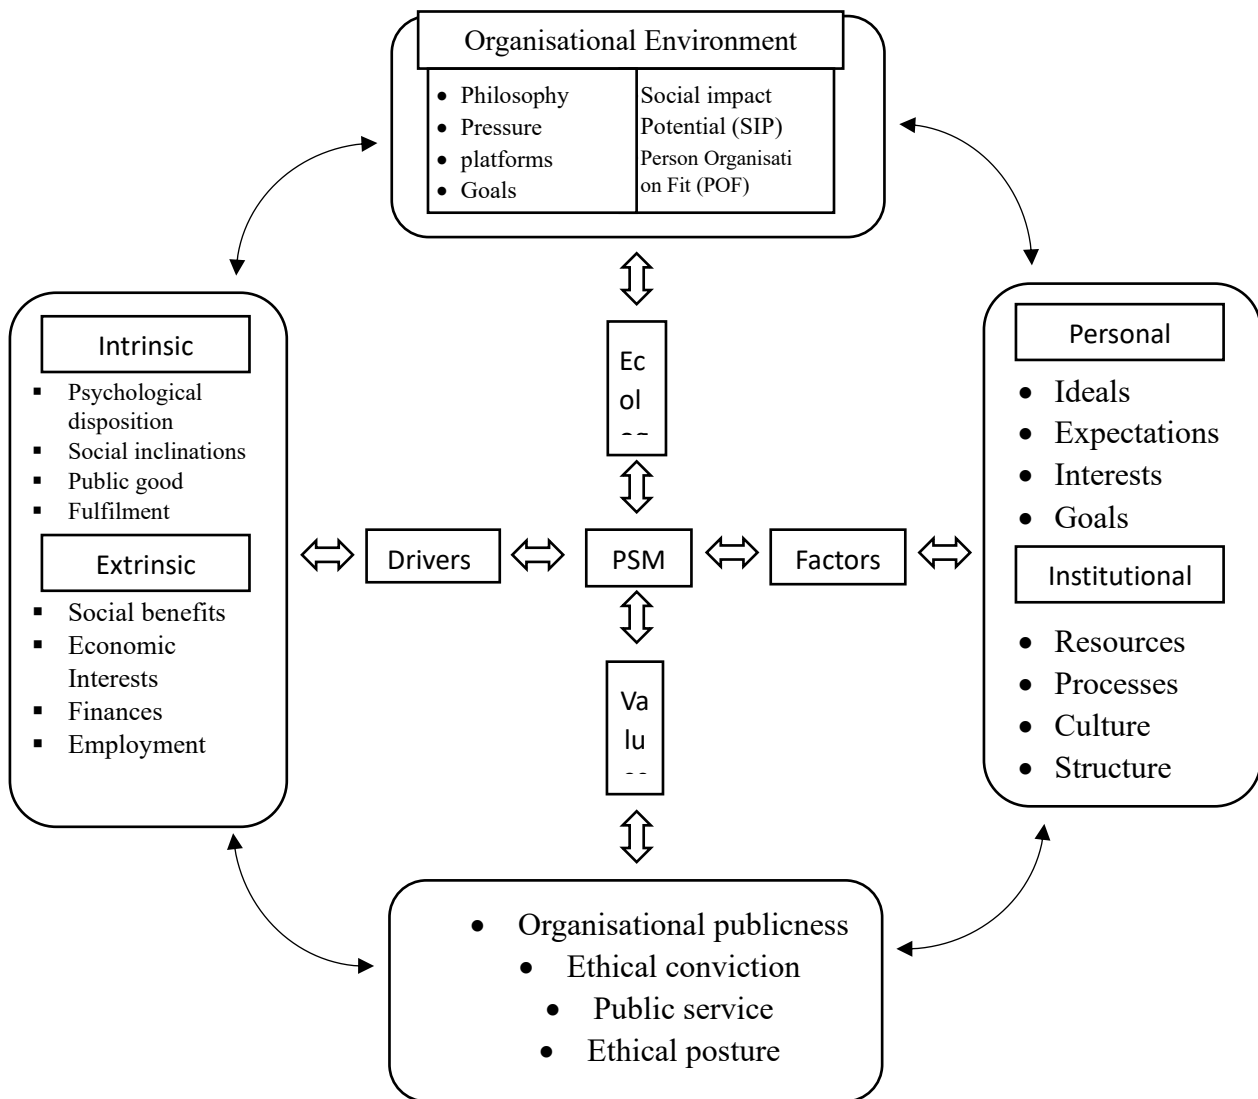 Organisational Environment
• Philosophy
• Pressure
• platforms
• Goals
Social impact
Potential (SIP)
Person Organisati
on Fit (POF)
Intrinsic
▪ Psychological
disposition
▪ Social inclinations
▪ Public good
▪ Fulfilment
Extrinsic
▪ Social benefits
▪ Economic
Interests
▪ Finances
▪ Employment
Ec
ol
Drivers
PSM
Factors
Va
lu
Personal
• Ideals
• Expectations
• Interests
• Goals
Institutional
• Resources
• Processes
• Culture
• Structure
• Organisational publicness
• Ethical conviction
• Public service
• Ethical posture